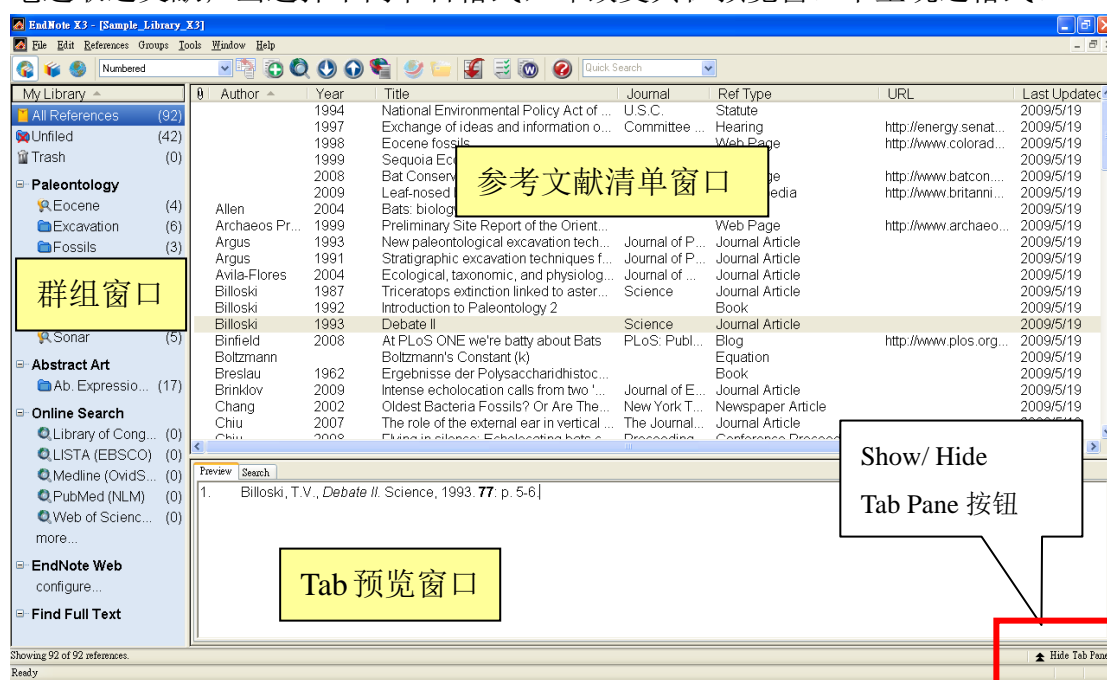 EndNote X3 - [Sample_Library_X3]
File Edit References Groups Tools Window Help
Numbered Quick Search
My Library Author Year Title Journal Ref Type URL Last Updated
All References (92)
Unfiled (42)
Trash (0)
Paleontology
Eocene (4)
Excavation (6)
Fossils (3)
群组窗口
Sonar (5)
Abstract Art
Ab. Expressio... (17)
Online Search
Library of Cong... (0)
LISTA (EBSCO) (0)
Medline (OvidS... (0)
PubMed (NLM) (0)
Web of Scienc... (0)
more...
EndNote Web
configure...
Find Full Text
1994 National Environmental Policy Act of ... U.S.C. Statute 2009/5/19
1997 Exchange of ideas and information o... Committee ... Hearing http://energy.senat... 2009/5/19
1998 Eocene fossils Web Page http://www.colorad... 2009/5/19
1999 Sequoia 2009/5/19
2008 Bat http://www.batcon.... 2009/5/19
2009 Leaf-nosed http://www.britanni... 2009/5/19
参考文献清单窗口
Allen 2004 Bats: 2009/5/19
Archaeos Pr... 1999 Preliminary Site Report of the Orient... Web Page http://www.archaeo... 2009/5/19
Argus 1993 New paleontological excavation tech... Journal of P... Journal Article 2009/5/19
Argus 1991 Stratigraphic excavation techniques f... Journal of P... Journal Article 2009/5/19
Avila-Flores 2004 Ecological, taxonomic, and physiolog... Journal of ... Journal Article 2009/5/19
Billoski 1987 Triceratops extinction linked to aster... Science Journal Article 2009/5/19
Billoski 1992 Introduction to Paleontology 2 Book 2009/5/19
Billoski 1993 Debate II Science Journal Article 2009/5/19
Binfield 2008 At PLoS ONE we're batty about Bats PLoS: Publ... Blog http://www.plos.org... 2009/5/19
Boltzmann Boltzmann's Constant (k) Equation 2009/5/19
Breslau 1962 Ergebnisse der Polysaccharidhistoc... Book 2009/5/19
Brinklov 2009 Intense echolocation calls from two '... Journal of E... Journal Article 2009/5/19
Chang 2002 Oldest Bacteria Fossils? Or Are The... New York T... Newspaper Article 2009/5/19
Chiu 2007 The role of the external ear in vertical ... The Journal... Journal Article
Show/ Hide
Tab Pane 按钮
Preview Search
1. Billoski, T.V., Debate II. Science, 1993. 77: p. 5-6.
Tab 预览窗口
Showing 92 of 92 references. Hide Tab Pane
Ready